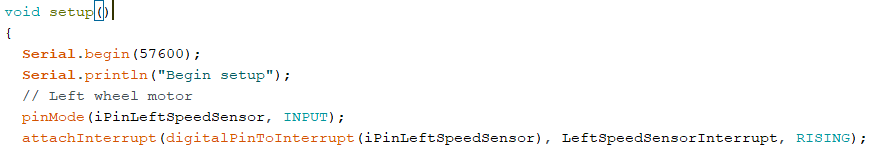 void setup()
{
  Serial.begin(57600);
  Serial.println("Begin setup");
  // Left wheel motor
  pinMode(iPinLeftSpeedSensor, INPUT);
  attachInterrupt(digitalPinToInterrupt(iPinLeftSpeedSensor), LeftSpeedSensorInterrupt, RISING);